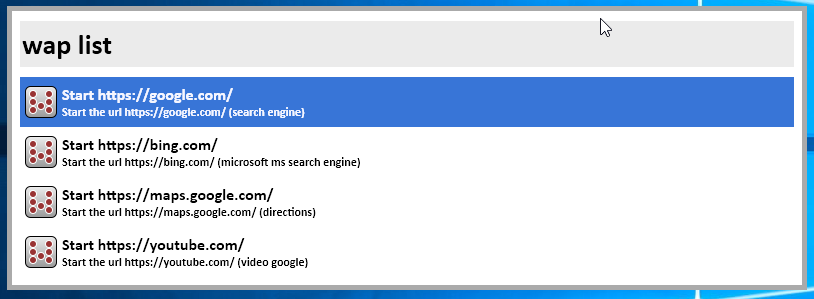 wap list
Start https://google.com/
Start the url https://google.com/ (search engine)
Start https://bing.com/
Start the url https://bing.com/ (microsoft ms search engine)
Start https://maps.google.com/
Start the url https://maps.google.com/ (directions)
Start https://youtube.com/
Start the url https://youtube.com/ (video google)